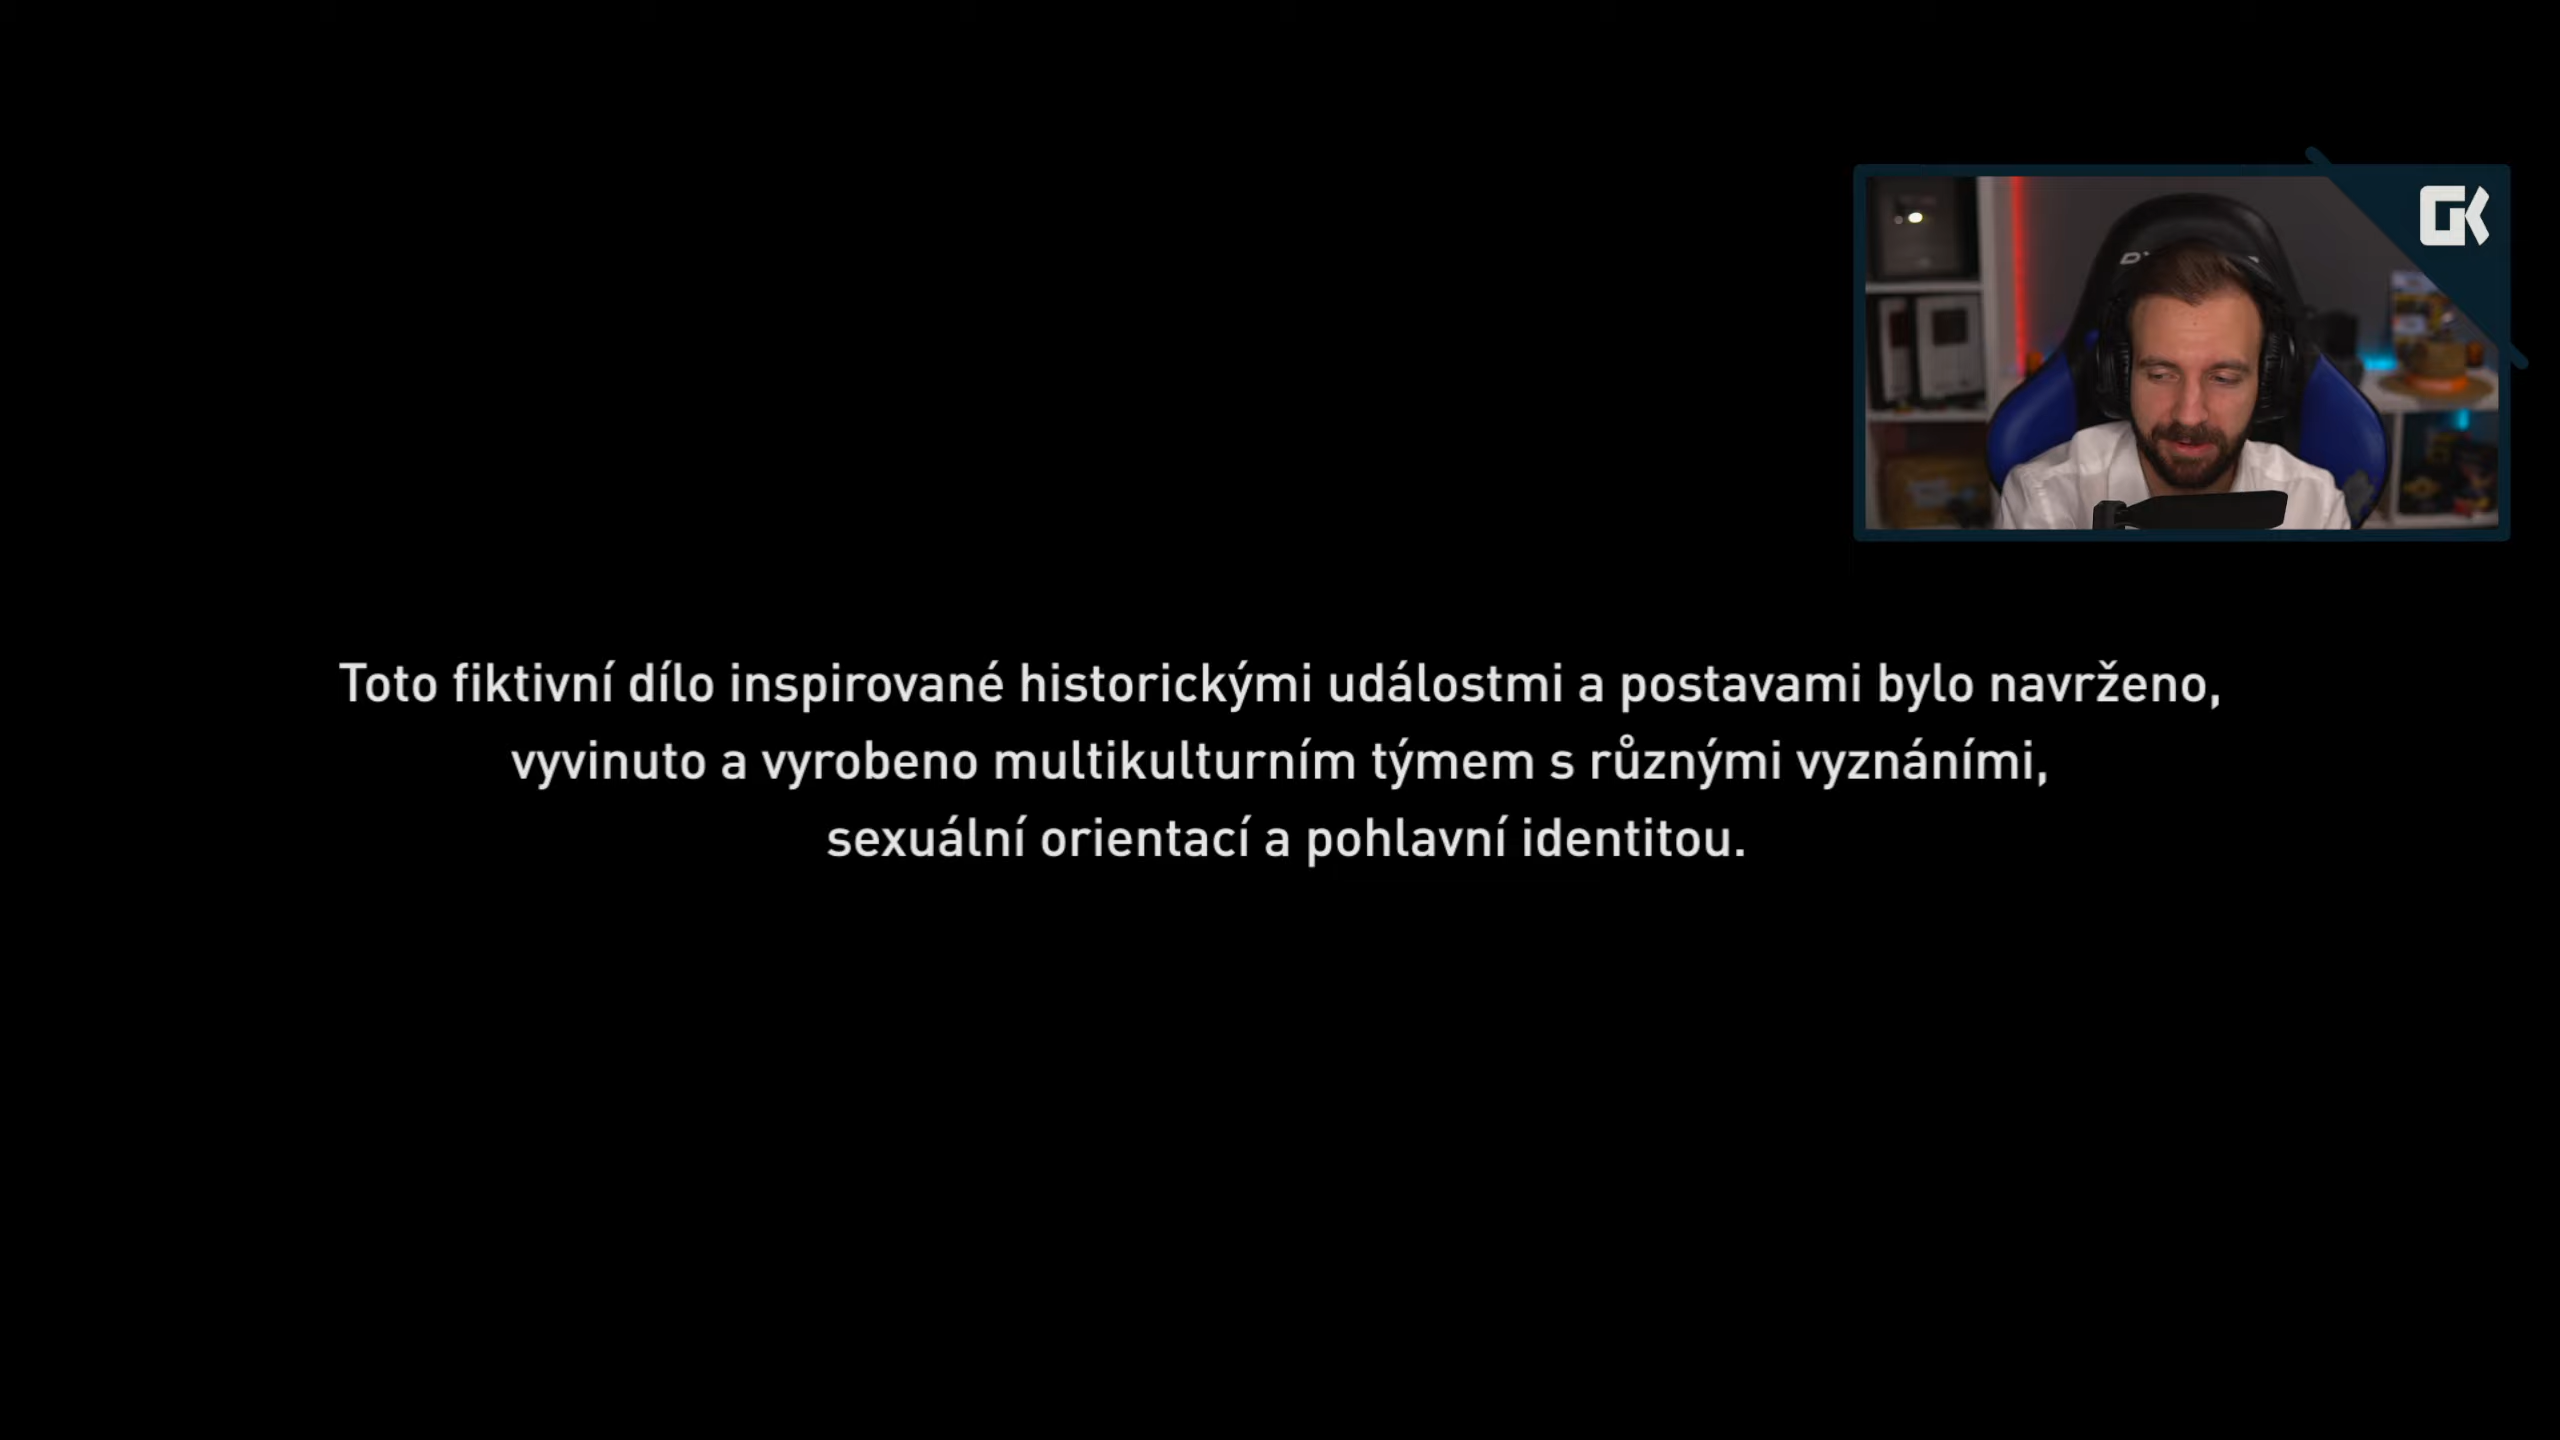 GK
Toto fiktivní dílo inspirované historickými událostmi a postavami bylo navrženo,
vyvinuto a vyrobeno multikulturním týmem s různými vyznáními,
sexuální orientací a pohlavní identitou.